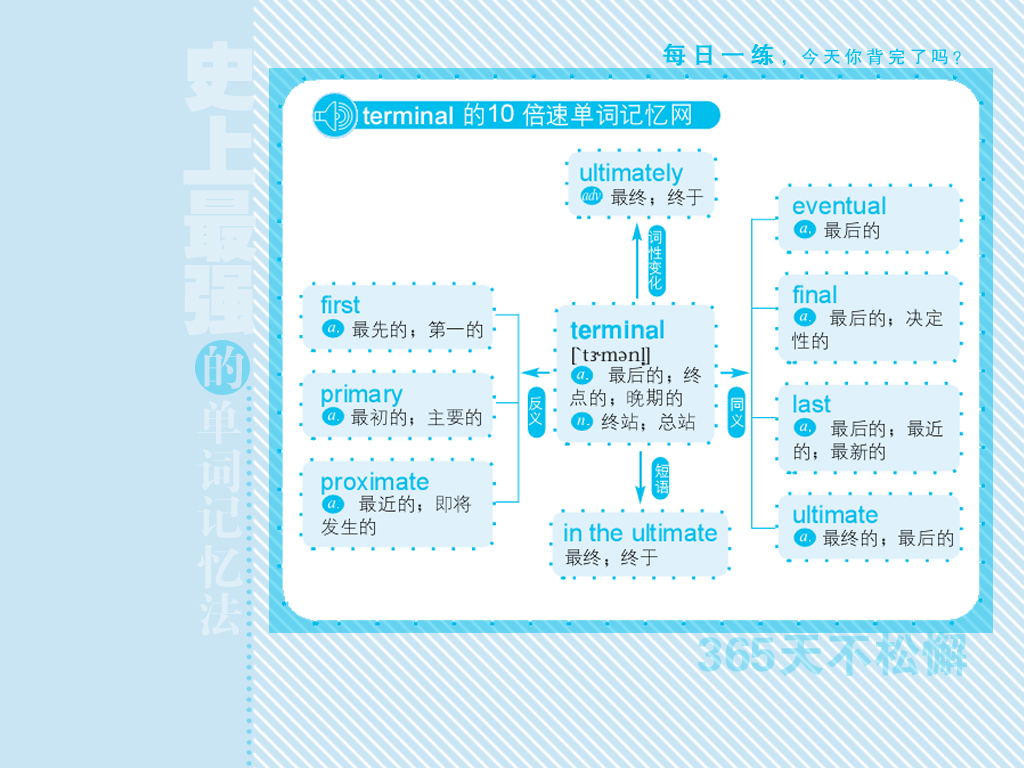 每日一练，今天你背完了吗？
史上最强的单词记忆法
terminal 的10 倍速单词记忆网
ultimately
adv 最终；终于
词性变化
first
a. 最先的；第一的
primary
a. 最初的；主要的
proximate
a. 最近的；即将
发生的
反义
terminal
[ˋtɝmənḷ]
a. 最后的；终
点的；晚期的
n. 终站；总站
同义
eventual
a. 最后的
final
a. 最后的；决定
性的
last
a. 最后的；最近
的；最新的
ultimate
a. 最终的；最后的
短语
in the ultimate
最终；终于
365天不松懈